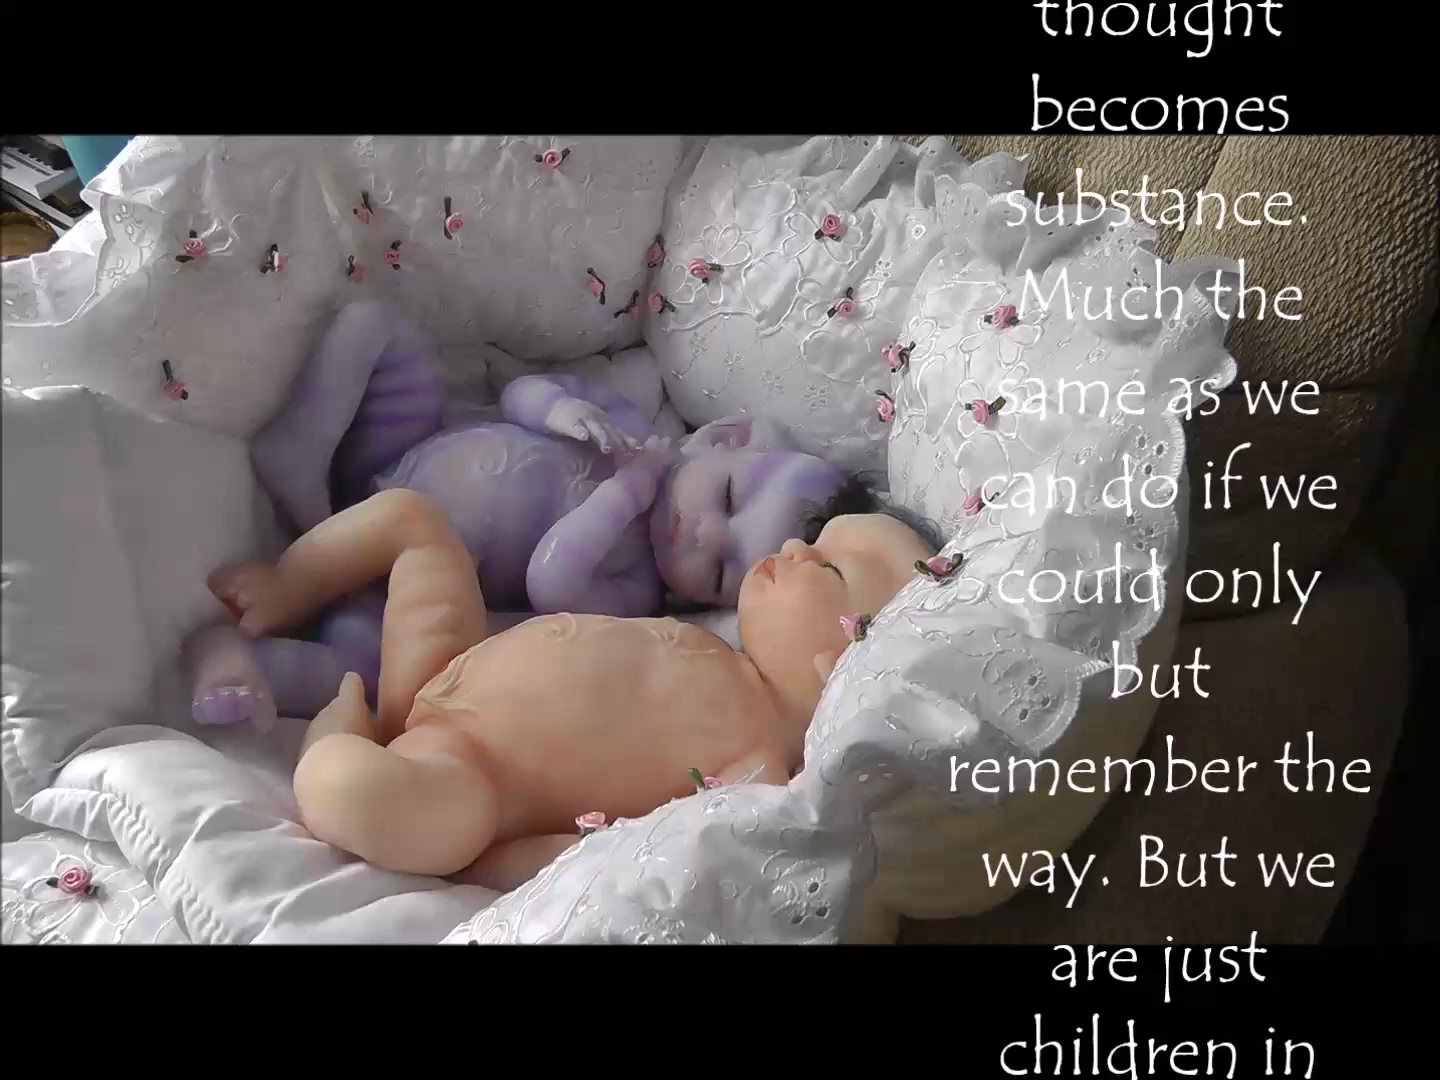 thought
becomes
substance.
Much the
same as we
can do if we
could only
but
remember the
way. But we
are just
children in